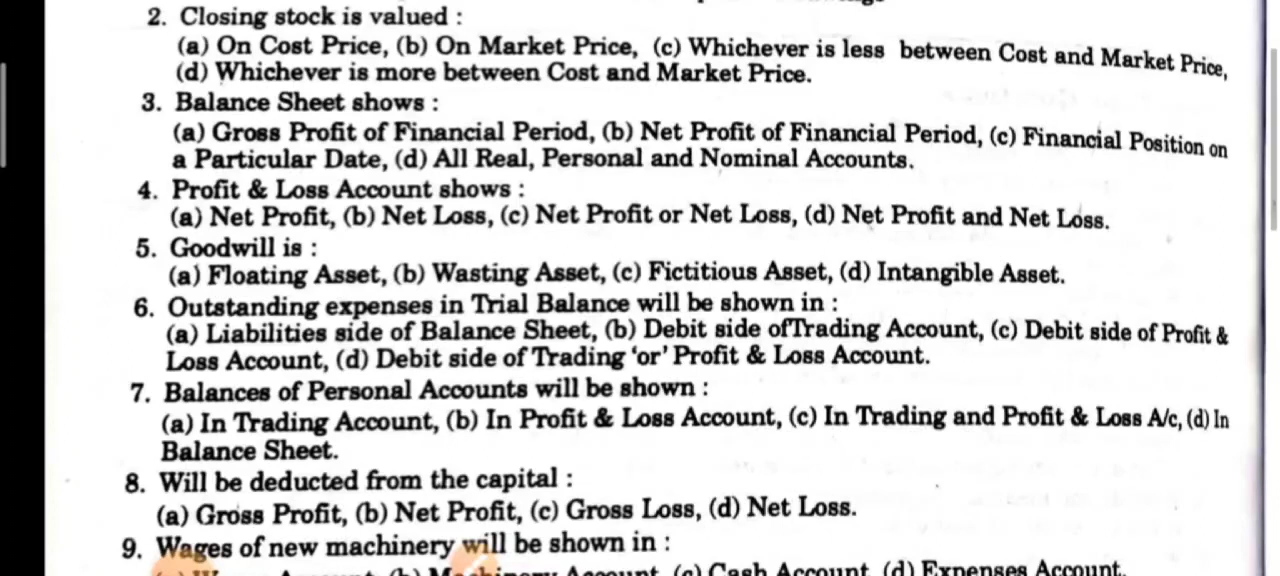 2. Closing stock is valued :
(a) On Cost Price, (b) On Market Price, (c) Whichever is less between Cost and Market Price,
(d) Whichever is more between Cost and Market Price.
3. Balance Sheet shows :
(a) Gross Profit of Financial Period, (b) Net Profit of Financial Period, (c) Financial Position on
a Particular Date, (d) All Real, Personal and Nominal Accounts.
4. Profit & Loss Account shows :
(a) Net Profit, (b) Net Loss, (c) Net Profit or Net Loss, (d) Net Profit and Net Loss.
5. Goodwill is :
(a) Floating Asset, (b) Wasting Asset, (c) Fictitious Asset, (d) Intangible Asset.
6. Outstanding expenses in Trial Balance will be shown in :
(a) Liabilities side of Balance Sheet, (b) Debit side ofTrading Account, (c) Debit side of Profit &
Loss Account, (d) Debit side of Trading ‘or’ Profit & Loss Account.
7. Balances of Personal Accounts will be shown :
(a) In Trading Account, (b) In Profit & Loss Account, (c) In Trading and Profit & Loss A/c, (d) In
Balance Sheet.
8. Will be deducted from the capital :
(a) Gross Profit, (b) Net Profit, (c) Gross Loss, (d) Net Loss.
9. Wages of new machinery will be shown in :
Account, (b) Machinery Account, (c) Cash Account, (d) Expenses Account.